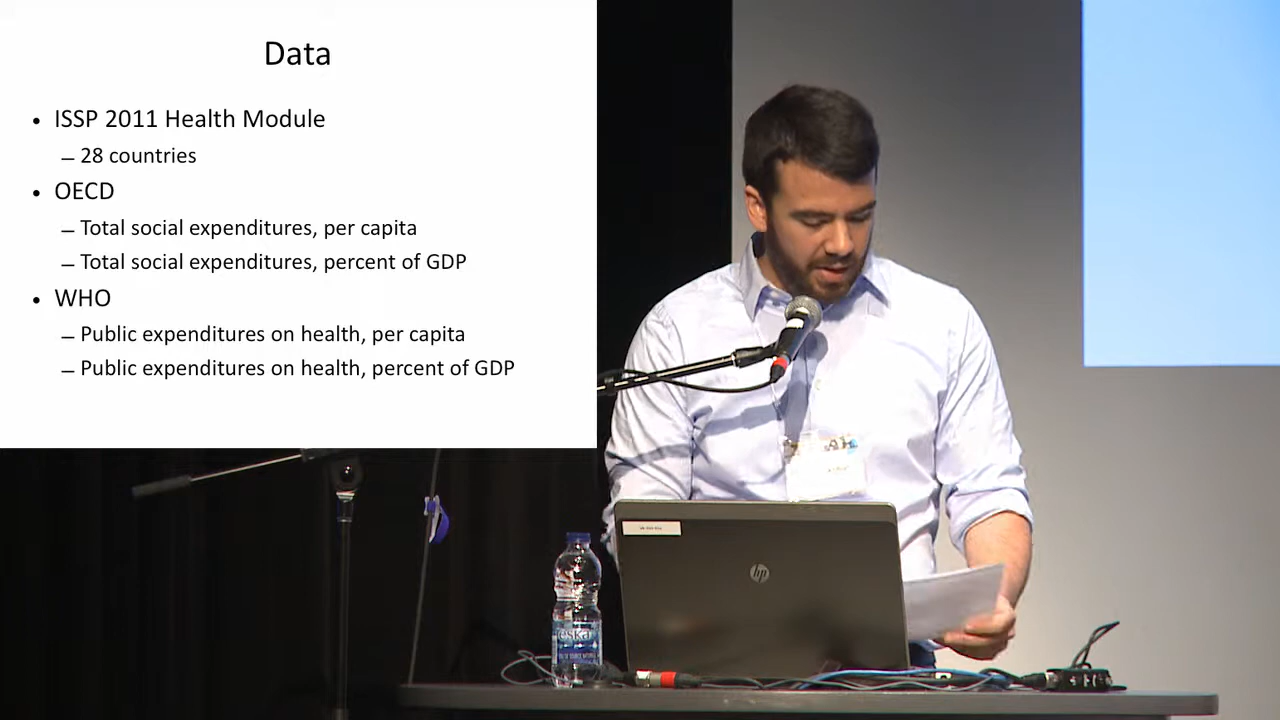 Data
• ISSP 2011 Health Module
– 28 countries
• OECD
– Total social expenditures, per capita
– Total social expenditures, percent of GDP
• WHO
– Public expenditures on health, per capita
– Public expenditures on health, percent of GDP
hp
eska